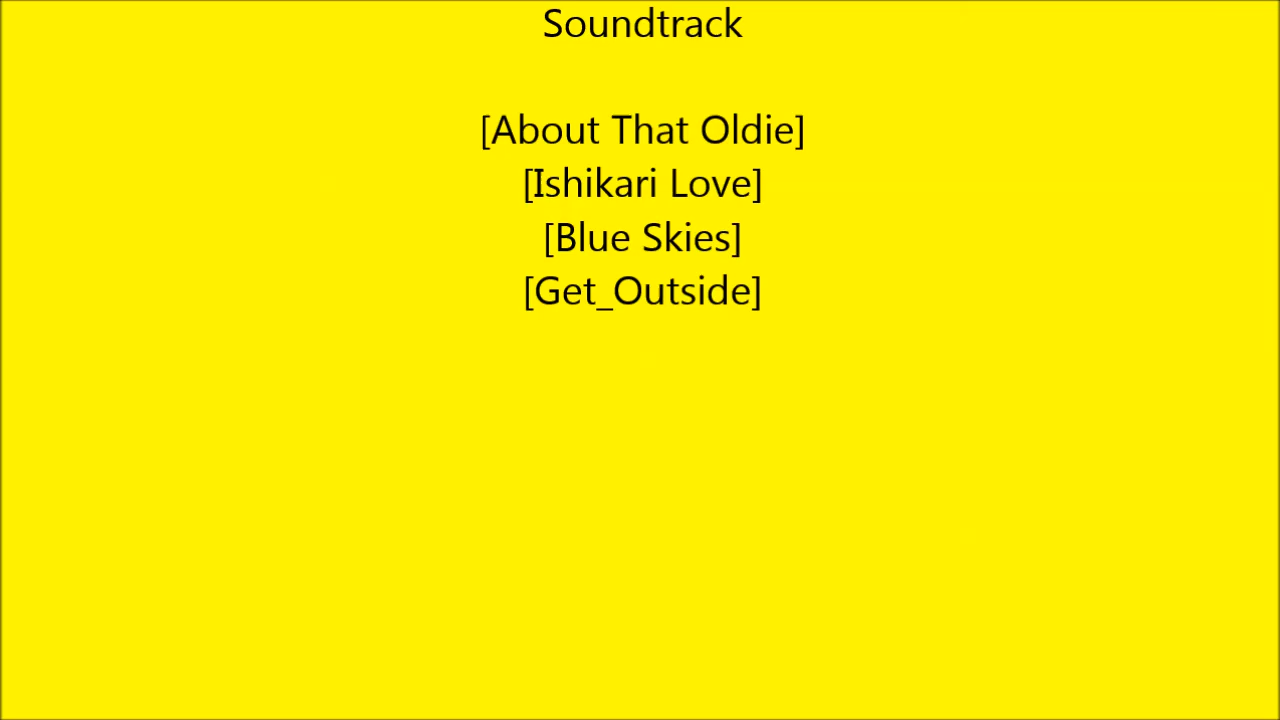 Soundtrack
[About That Oldie]
[Ishikari Love]
[Blue Skies]
[Get_Outside]